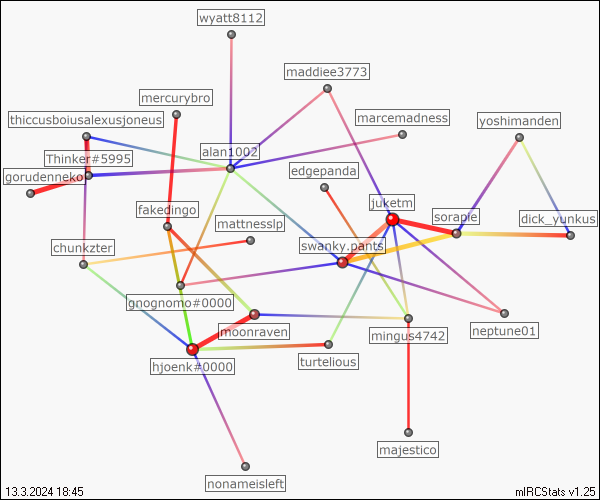 wyatt8112
maddiee3773
mercurybro
thiccusboiusalexusjoneus
marcemadness
yoshimanden
Thinker#5995
alan1002
gorudenneko
edgepanda
juketm
fakedingo
mattnesslp
sorapie
dick_yunkus
chunkzter
swanky.pants
gnognomo#0000
moonraven
mingus4742
neptune01
hjoenk#0000
turtelious
majestico
nonameisleft
13.3.2024 18:45
mIRCStats v1.25